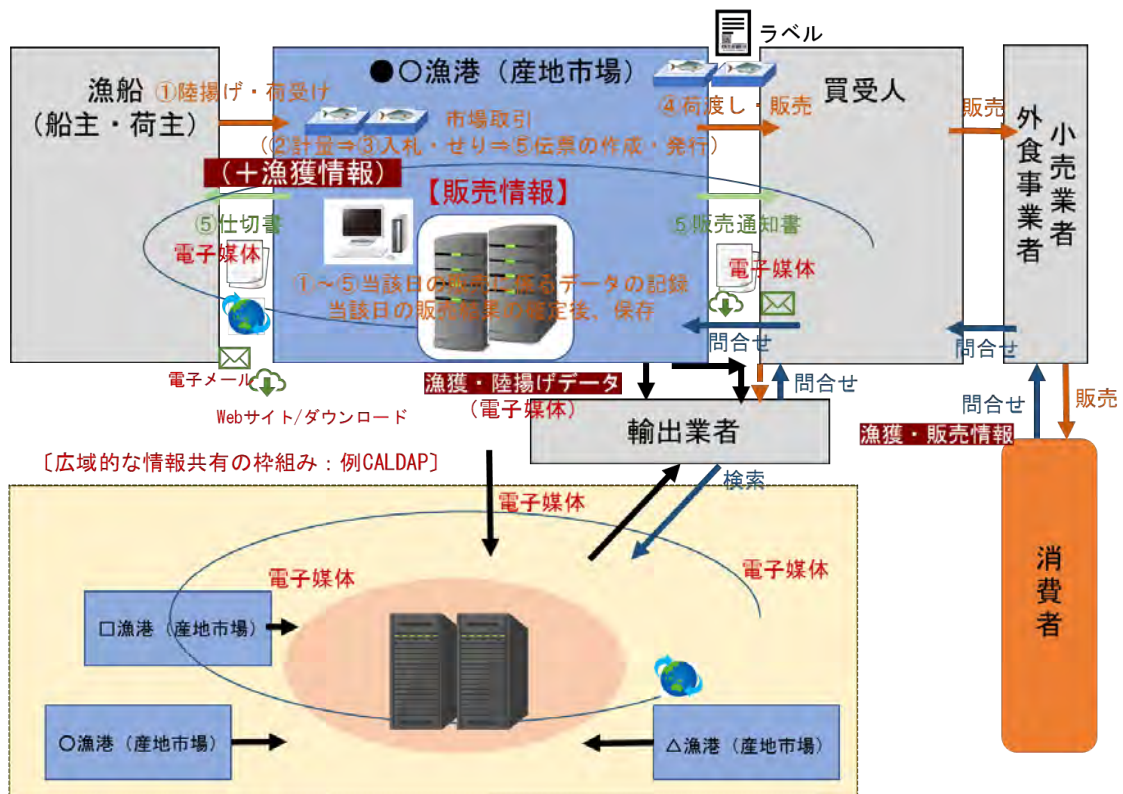 ラベル
漁船
(船主・荷主)
①陸揚げ・荷受け
●○漁港（産地市場）
市場取引
(②計量⇒③入札・せり⇒⑤伝票の作成・発行)
④荷渡し・販売
買受人
販売
小売業者
外食事業者
（＋漁獲情報）
【販売情報】
⑤仕切書
電子媒体
⑤販売通知書
電子媒体
①～⑤当該日の販売に係るデータの記録
当該日の販売結果の確定後、保存
問合せ
問合せ
電子メール
Webサイト/ダウンロード
漁獲・陸揚げデータ
（電子媒体）
問合せ
輸出業者
問合せ
販売
漁獲・販売情報
〔広域的な情報共有の枠組み：例CALDAP〕
検索
電子媒体
電子媒体
電子媒体
消費者
□漁港（産地市場）
○漁港（産地市場）
△漁港（産地市場）